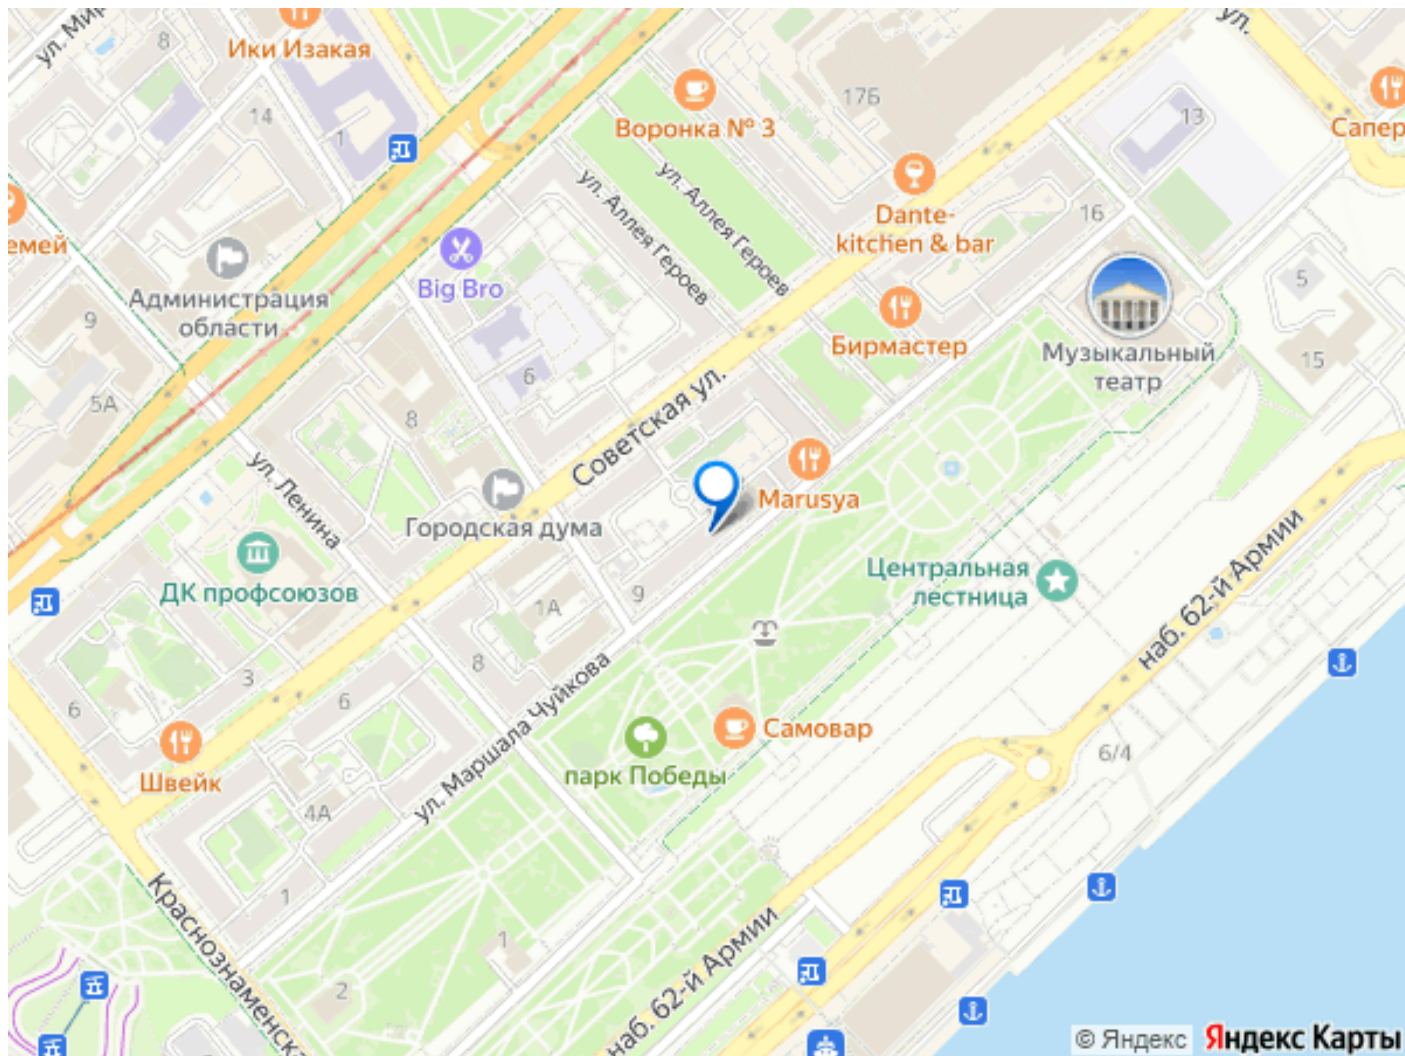 ул. Мир
8
Ики Изакая
ул.
14
1
Воронка № 3
17Б
13
Сапер
ул. Аллея Героев
ул. Аллея Героев
Dante-
kitchen & bar
16
емей
Администрация
области
Big Bro
5
9
Бирмастер
Музыкальный
театр
15
6
5А
8
Советская ул.
ул. Ленина
Marusya
Городская дума
ДК профсоюзов
Центральная
лестница
наб. 62-й Армии
9
1А
8
3
6
6
ул. Маршала Чуйкова
Самовар
6/4
Швейк
парк Победы
4А
1
Краснознаменска
1
2
наб. 62-й Армии
© Яндекс
Яндекс Карты